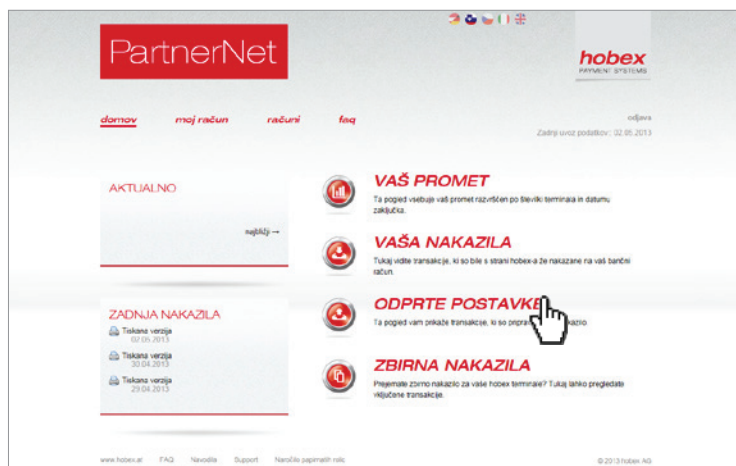 PartnerNet
hobex
PAYMENT SYSTEMS
domov moj račun računi faq
odjava
Zadnji uvoz podatkov: 02.05.2013
AKTUALNO
najbližji →
ZADNJA NAKAZILA
Tiskana verzija
02.05.2013
Tiskana verzija
30.04.2013
Tiskana verzija
29.04.2013
VAŠ PROMET
Ta pogled vsebuje vaš promet razvrščen po številki terminala in datumu
zaključka.
VAŠA NAKAZILA
Tukaj vidite transakcije, ki so bile s strani hobex-a že nakazane na vaš bančni
račun.
ODPRTE POSTAVKE
Ta pogled vam prikaže transakcije, ki so
ZBIRNA NAKAZILA
Prejemate zbirno nakazilo za vaše hobex terminale? Tukaj lahko pregledate
vključene transakcije.
www.hobex.at FAQ Navodila Support Naročilo papirnatih rolic
© 2013 hobex AG